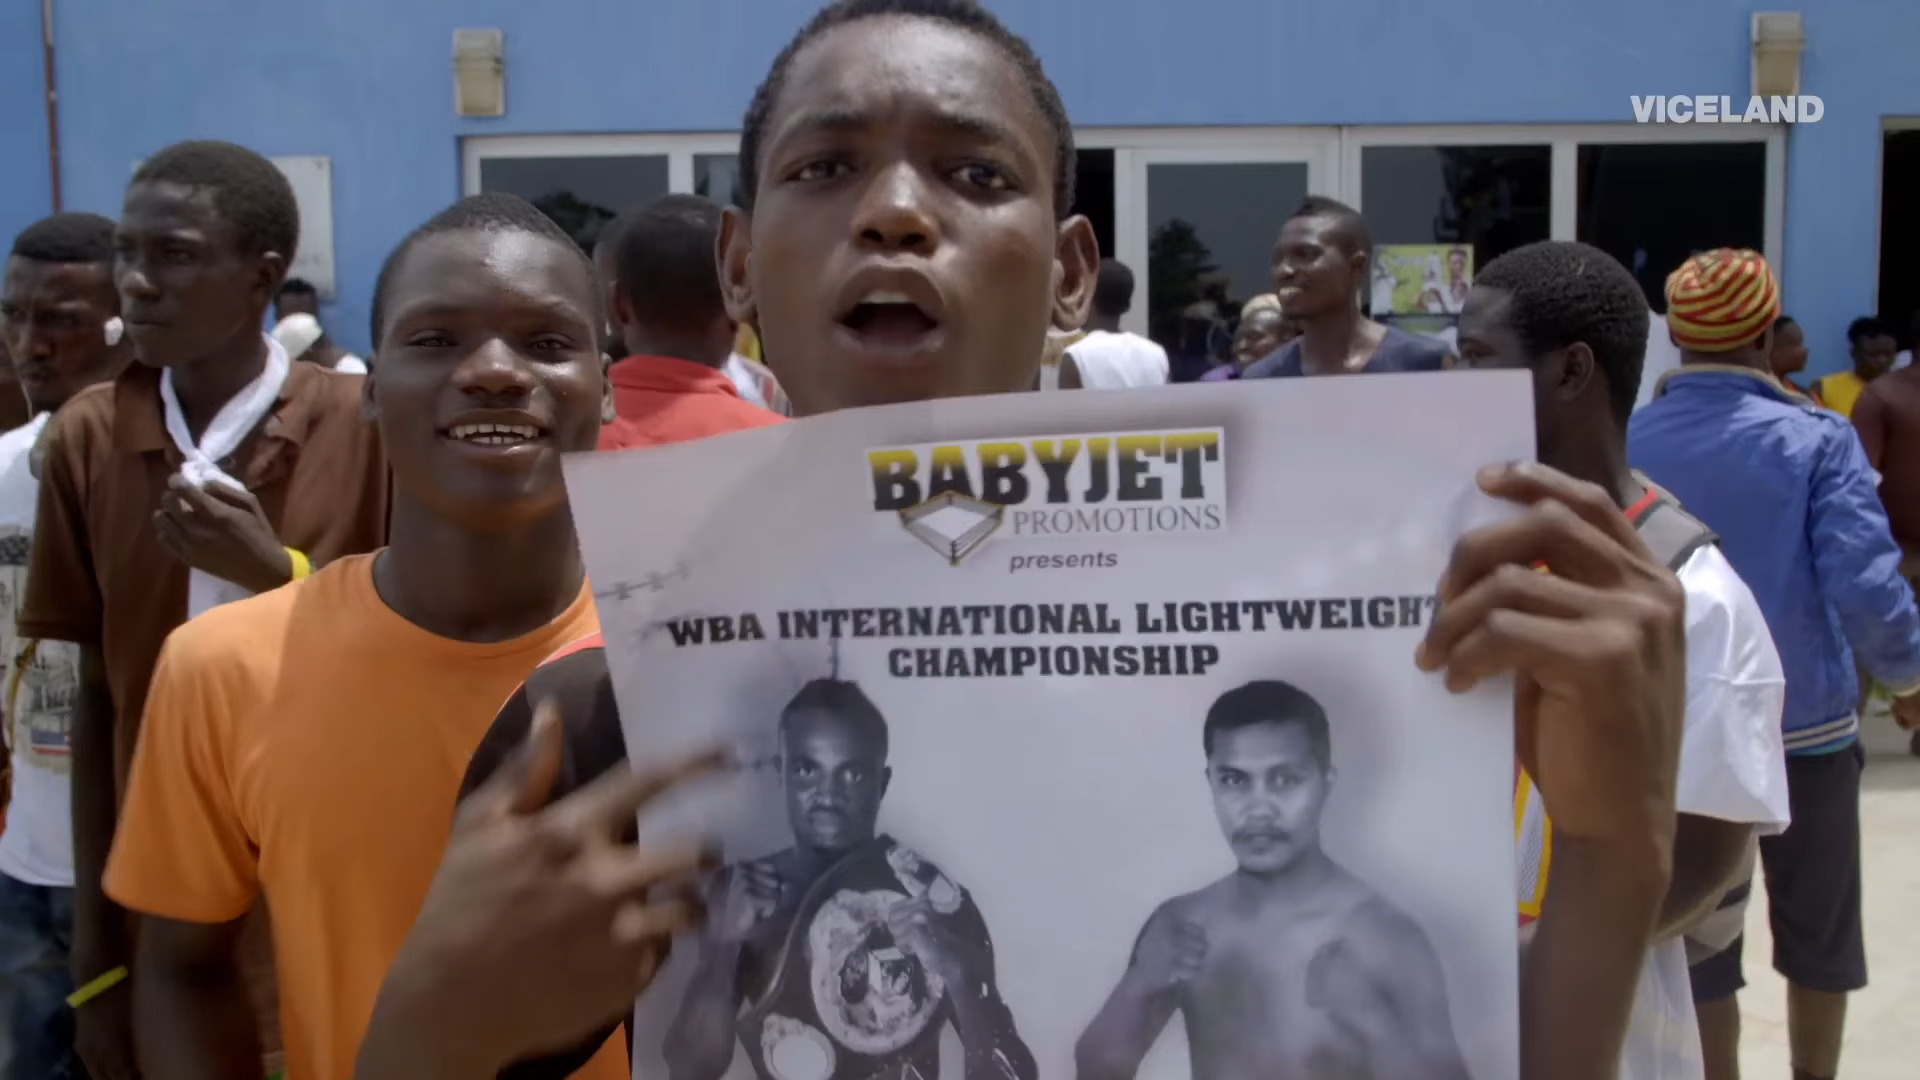 VICELAND
BABYJET
PROMOTIONS
presents
WBA INTERNATIONAL LIGHTWEIGHT
CHAMPIONSHIP